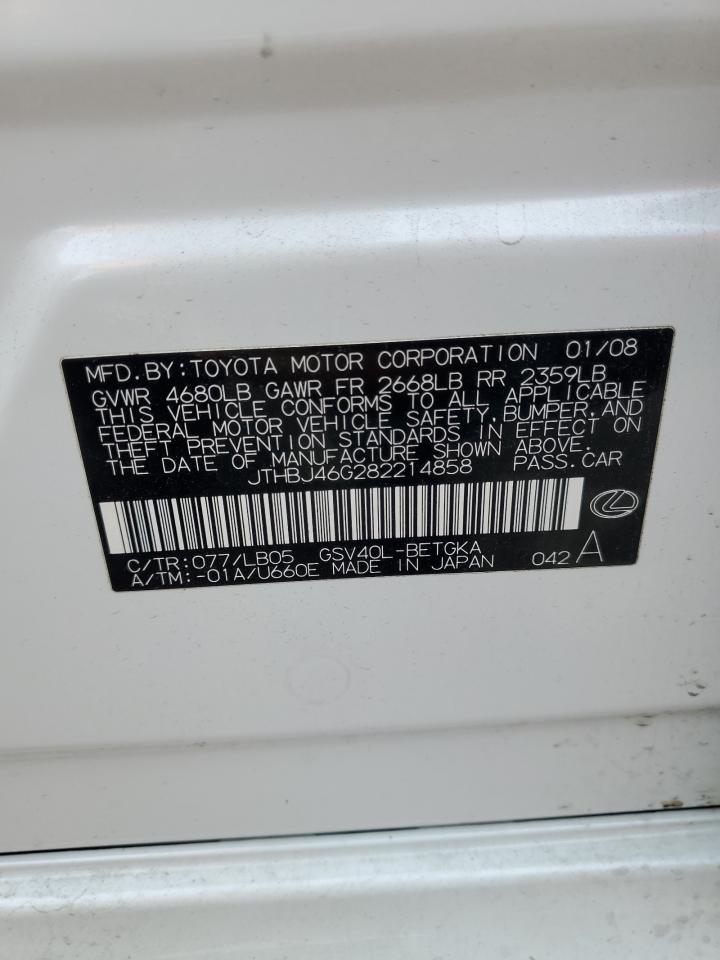 MFD. BY: TOYOTA MOTOR CORPORATION 01/08
GVWR 4680LB GAWR FR 2668LB RR 2359LB
THIS VEHICLE CONFORMS TO ALL APPLICABLE
FEDERAL MOTOR VEHICLE SAFETY, BUMPER, AND
THEFT PREVENTION STANDARDS IN EFFECT ON
THE DATE OF MANUFACTURE SHOWN ABOVE.
JTHBJ46G282214858 PASS. CAR
C/TR: 077/LB05 GSV40L-BETGKA
A/TM: -01A/U660E MADE IN JAPAN 042 A